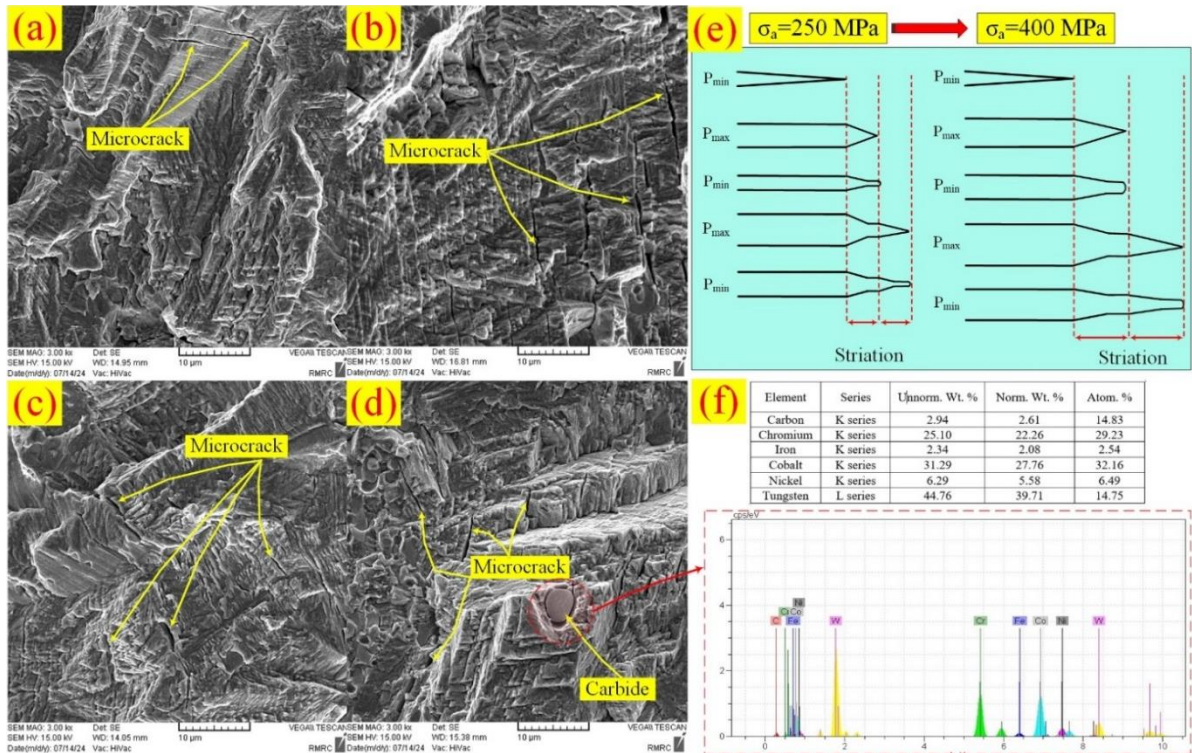 (a)
Microcrack
SEM MAG: 3.00 kx Det: SE
SEM HV: 15.00 kV WD: 14.95 mm
Date(m/d/y): 07/14/24 Vac: HiVac
10 µm
VEGA\\ TESCAN
RMRC
(b)
Microcrack
SEM MAG: 3.00 kx Det: SE
SEM HV: 15.00 kV WD: 16.81 mm
Date(m/d/y): 07/14/24 Vac: HiVac
10 µm
VEGA\\ TESCAN
RMRC
(e)
σa=250 MPa
σa=400 MPa
Pmin
Pmax
Pmin
Pmax
Pmin
Striation
Pmin
Pmax
Pmin
Pmax
Pmin
Striation
(c)
Microcrack
SEM MAG: 3.00 kx Det: SE
SEM HV: 15.00 kV WD: 14.05 mm
Date(m/d/y): 07/14/24 Vac: HiVac
10 µm
VEGA\\ TESCAN
RMRC
(d)
Microcrack
Carbide
SEM MAG: 3.00 kx Det: SE
SEM HV: 15.00 kV WD: 15.38 mm
Date(m/d/y): 07/14/24 Vac: HiVac
10 µm
VEGA\\ TESCAN
RMRC
(f)
Element Series Unnorm. Wt. % Norm. Wt. % Atom. %
Carbon K series 2.94 2.61 14.83
Chromium K series 25.10 22.26 29.23
Iron K series 2.34 2.08 2.54
Cobalt K series 31.29 27.76 32.16
Nickel K series 6.29 5.58 6.49
Tungsten L series 44.76 39.71 14.75
cps/eV
6
4
2
0
Ni
Cr Co
C Fe W Cr Fe Co Ni W
0 2 4 6 8 10